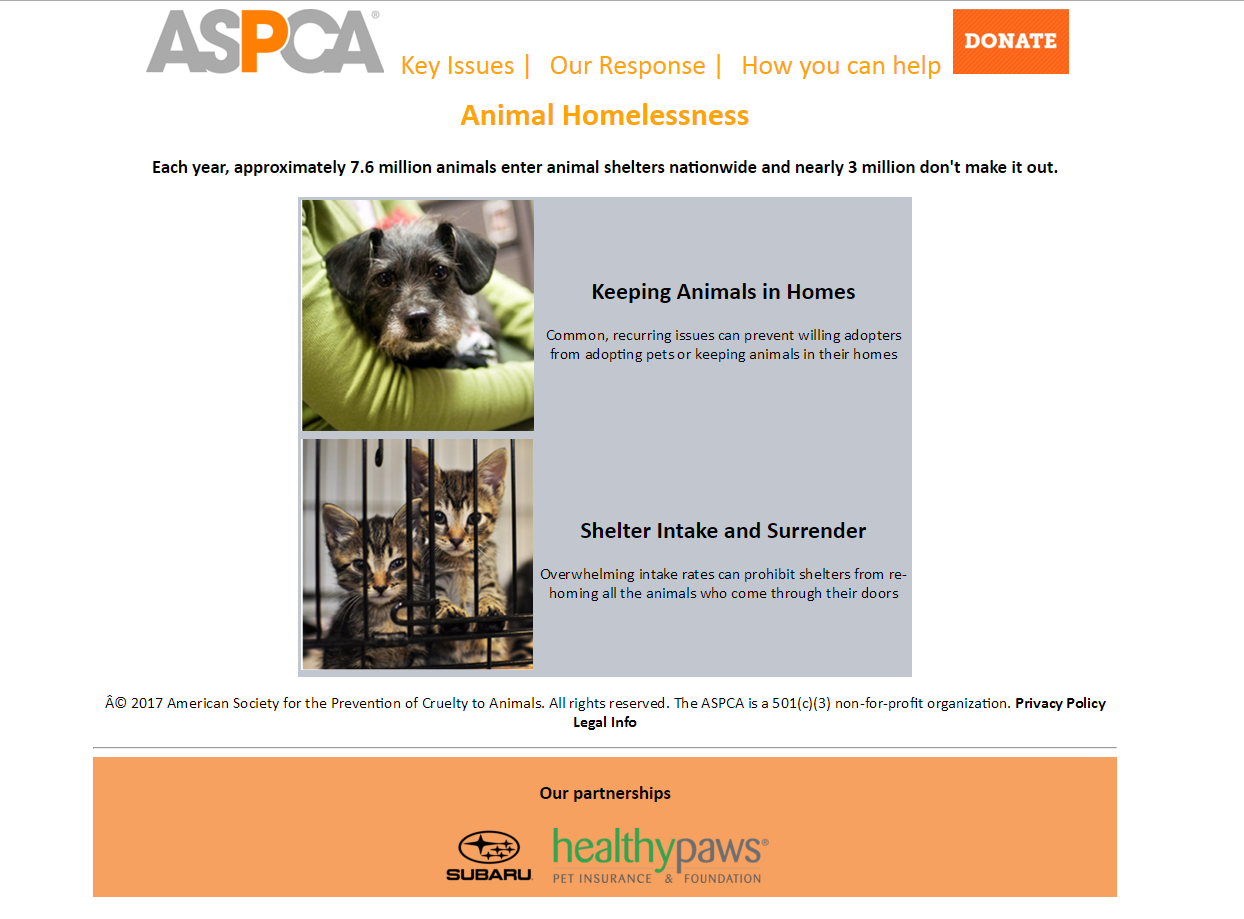 ASPCA®
Key Issues | Our Response | How you can help
DONATE
Animal Homelessness
Each year, approximately 7.6 million animals enter animal shelters nationwide and nearly 3 million don't make it out.
Keeping Animals in Homes
Common, recurring issues can prevent willing adopters
from adopting pets or keeping animals in their homes
Shelter Intake and Surrender
Overwhelming intake rates can prohibit shelters from re-
homing all the animals who come through their doors
Â© 2017 American Society for the Prevention of Cruelty to Animals. All rights reserved. The ASPCA is a 501(c)(3) non-for-profit organization. Privacy Policy
Legal Info
Our partnerships
SUBARU
healthypaws®
PET INSURANCE & FOUNDATION